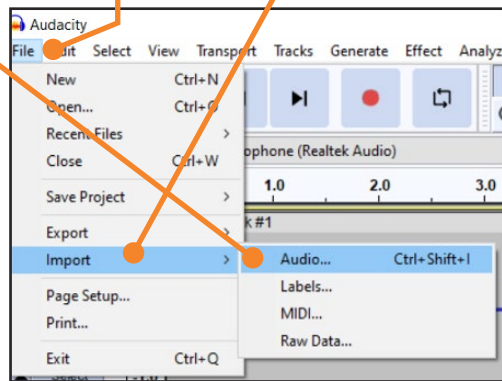 Audacity
File Edit Select View Transport Tracks Generate Effect Analyz
New Ctrl+N
Open... Ctrl+O
Recent Files >
Close Ctrl+W
ophone (Realtek Audio)
Save Project >
1.0 2.0 3.0
k #1
Export >
Import >
Audio... Ctrl+Shift+I
Labels...
MIDI...
Raw Data...
Page Setup...
Print...
Exit Ctrl+Q